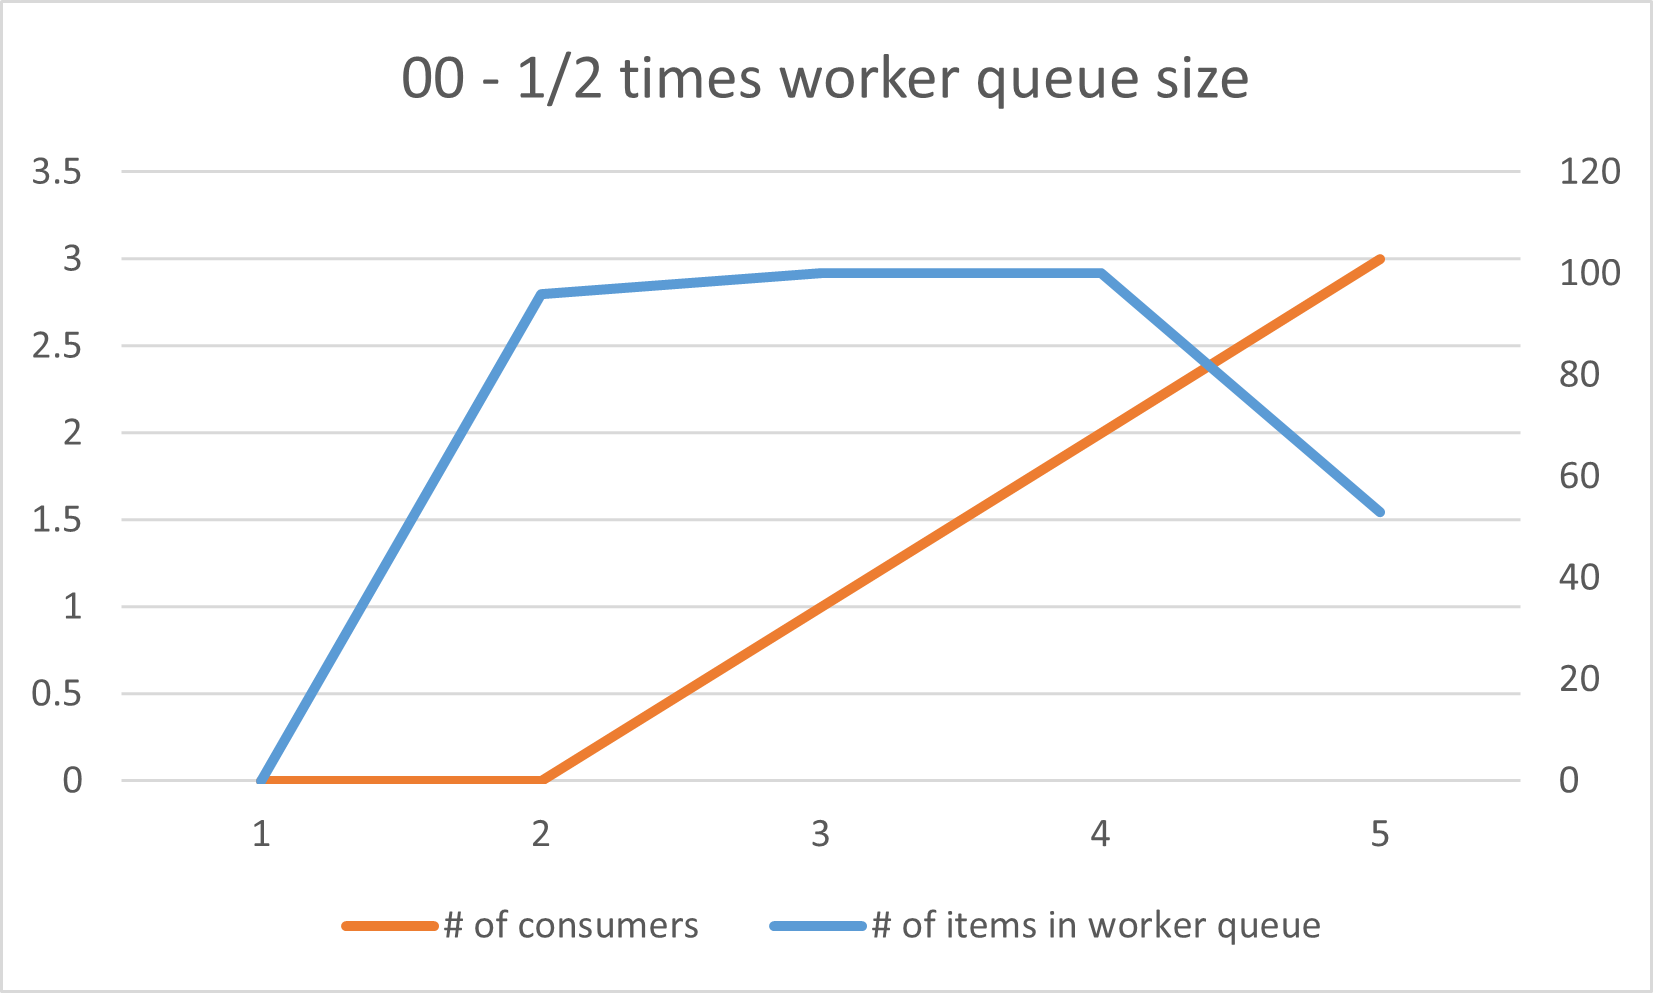 00 - 1/2 times worker queue size
3.5 120
3 100
2.5 80
2 60
1.5 40
1 20
0.5 0
0
1 2 3 4 5
# of consumers # of items in worker queue